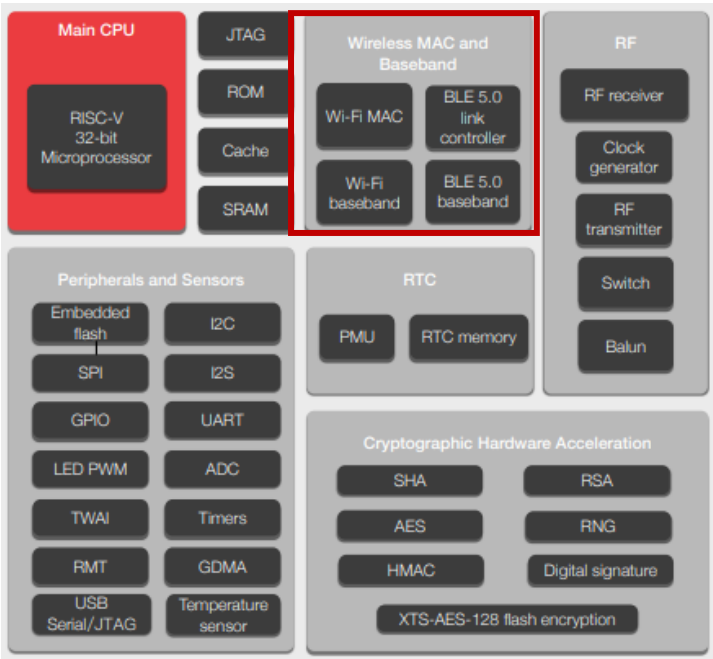 Main CPU
RISC-V
32-bit
Microprocessor
JTAG
ROM
Cache
SRAM
Wireless MAC and
Baseband
Wi-Fi MAC
BLE 5.0
link
controller
Wi-Fi
baseband
BLE 5.0
baseband
RF
RF receiver
Clock
generator
RF
transmitter
Switch
Balun
Peripherals and Sensors
Embedded
flash
I2C
SPI
I2S
GPIO
UART
LED PWM
ADC
TWAI
Timers
RMT
GDMA
USB
Serial/JTAG
Temperature
sensor
RTC
PMU
RTC memory
Cryptographic Hardware Acceleration
SHA
RSA
AES
RNG
HMAC
Digital signature
XTS-AES-128 flash encryption